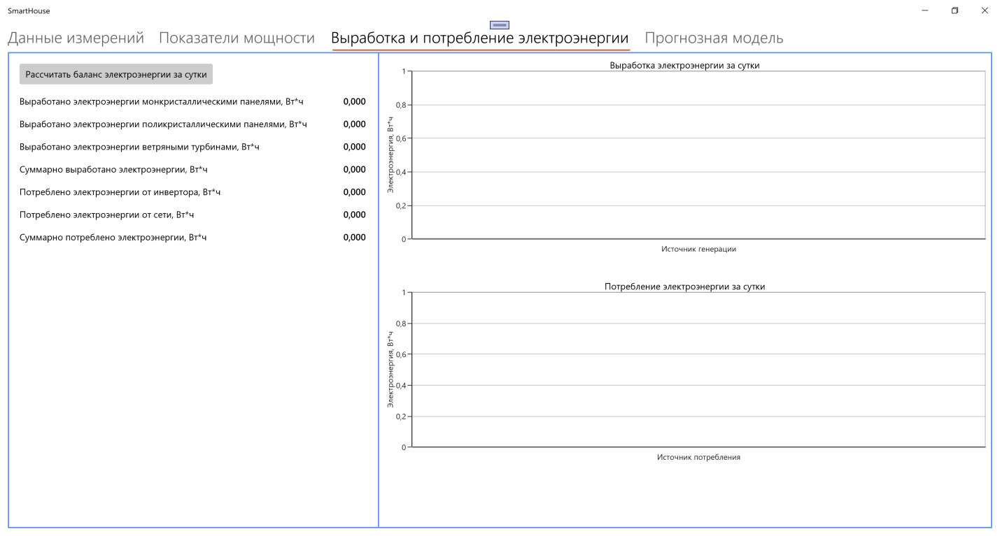 SmartHouse
Данные измерений Показатели мощности Выработка и потребление электроэнергии Прогнозная модель
Рассчитать баланс электроэнергии за сутки
Выработано электроэнергии монкристаллическими панелями, Вт*ч 0,000
Выработано электроэнергии поликристаллическими панелями, Вт*ч 0,000
Выработано электроэнергии ветряными турбинами, Вт*ч 0,000
Суммарно выработано электроэнергии, Вт*ч 0,000
Потреблено электроэнергии от инвертора, Вт*ч 0,000
Потреблено электроэнергии от сети, Вт*ч 0,000
Суммарно потреблено электроэнергии, Вт*ч 0,000
Выработка электроэнергии за сутки
Электроэнергия, Вт*ч
1
0,8
0,6
0,4
0,2
0
Источник генерации
Потребление электроэнергии за сутки
Электроэнергия, Вт*ч
1
0,8
0,6
0,4
0,2
0
Источник потребления